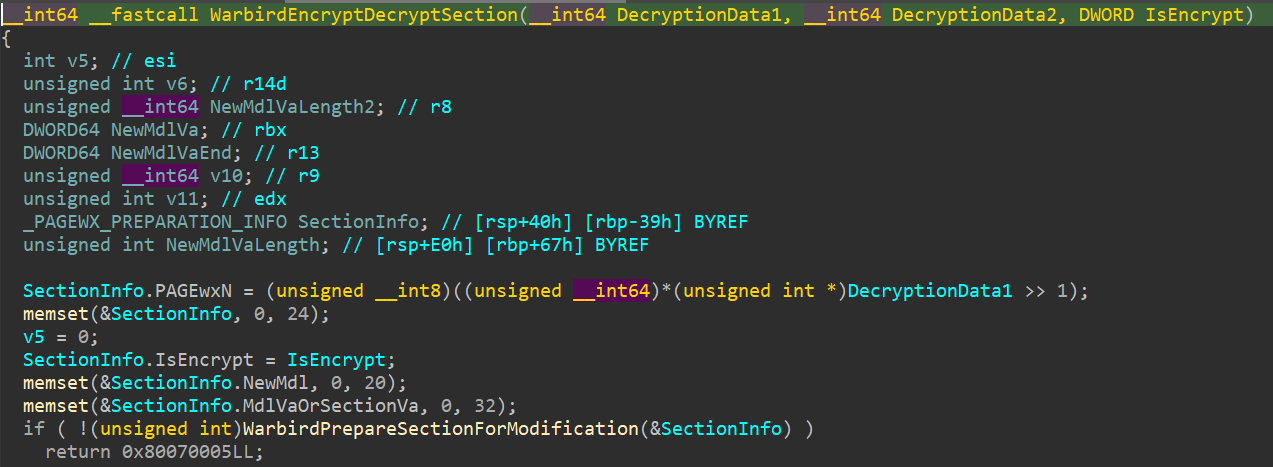 __int64 __fastcall WarbirdEncryptDecryptSection(__int64 DecryptionData1, __int64 DecryptionData2, DWORD IsEncrypt)
{
  int v5; // esi
  unsigned int v6; // r14d
  unsigned __int64 NewMdlVaLength2; // r8
  DWORD64 NewMdlVa; // rbx
  DWORD64 NewMdlVaEnd; // r13
  unsigned __int64 v10; // r9
  unsigned int v11; // edx
  _PAGEWX_PREPARATION_INFO SectionInfo; // [rsp+40h] [rbp-39h] BYREF
  unsigned int NewMdlVaLength; // [rsp+E0h] [rbp+67h] BYREF
  SectionInfo.PAGEwxN = (unsigned __int8)((unsigned __int64)*(unsigned int *)DecryptionData1 >> 1);
  memset(&SectionInfo, 0, 24);
  v5 = 0;
  SectionInfo.IsEncrypt = IsEncrypt;
  memset(&SectionInfo.NewMdl, 0, 20);
  memset(&SectionInfo.MdlVaOrSectionVa, 0, 32);
  if ( !(unsigned int)WarbirdPrepareSectionForModification(&SectionInfo) )
    return 0x80070005LL;